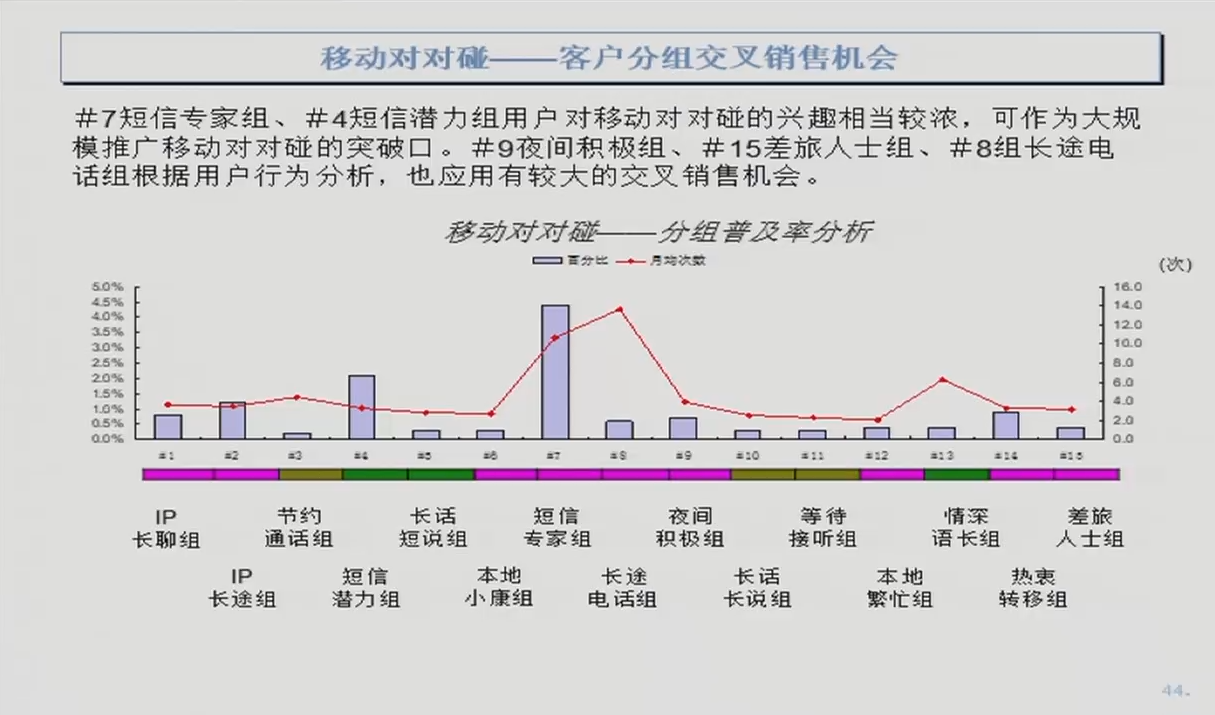 移动对对碰——客户分组交叉销售机会
#7短信专家组、#4短信潜力组用户对移动对对碰的兴趣相当较浓，可作为大规
模推广移动对对碰的突破口。#9夜间积极组、#15差旅人士组、#8组长途电
话组根据用户行为分析，也应用有较大的交叉销售机会。
移动对对碰——分组普及率分析
百分比 月均次数
(次)
5.0%
4.5%
4.0%
3.5%
3.0%
2.5%
2.0%
1.5%
1.0%
0.5%
0.0%
16.0
14.0
12.0
10.0
8.0
6.0
4.0
2.0
0.0
#1 #2 #3 #4 #5 #6 #7 #8 #9 #10 #11 #12 #13 #14 #15
IP 节约 长话 短信 夜间 等待 情深 差旅
长聊组 通话组 短说组 专家组 积极组 接听组 语长组 人士组
IP 短信 本地 长途 长话 本地 热衷
长途组 潜力组 小康组 电话组 长说组 繁忙组 转移组
44.